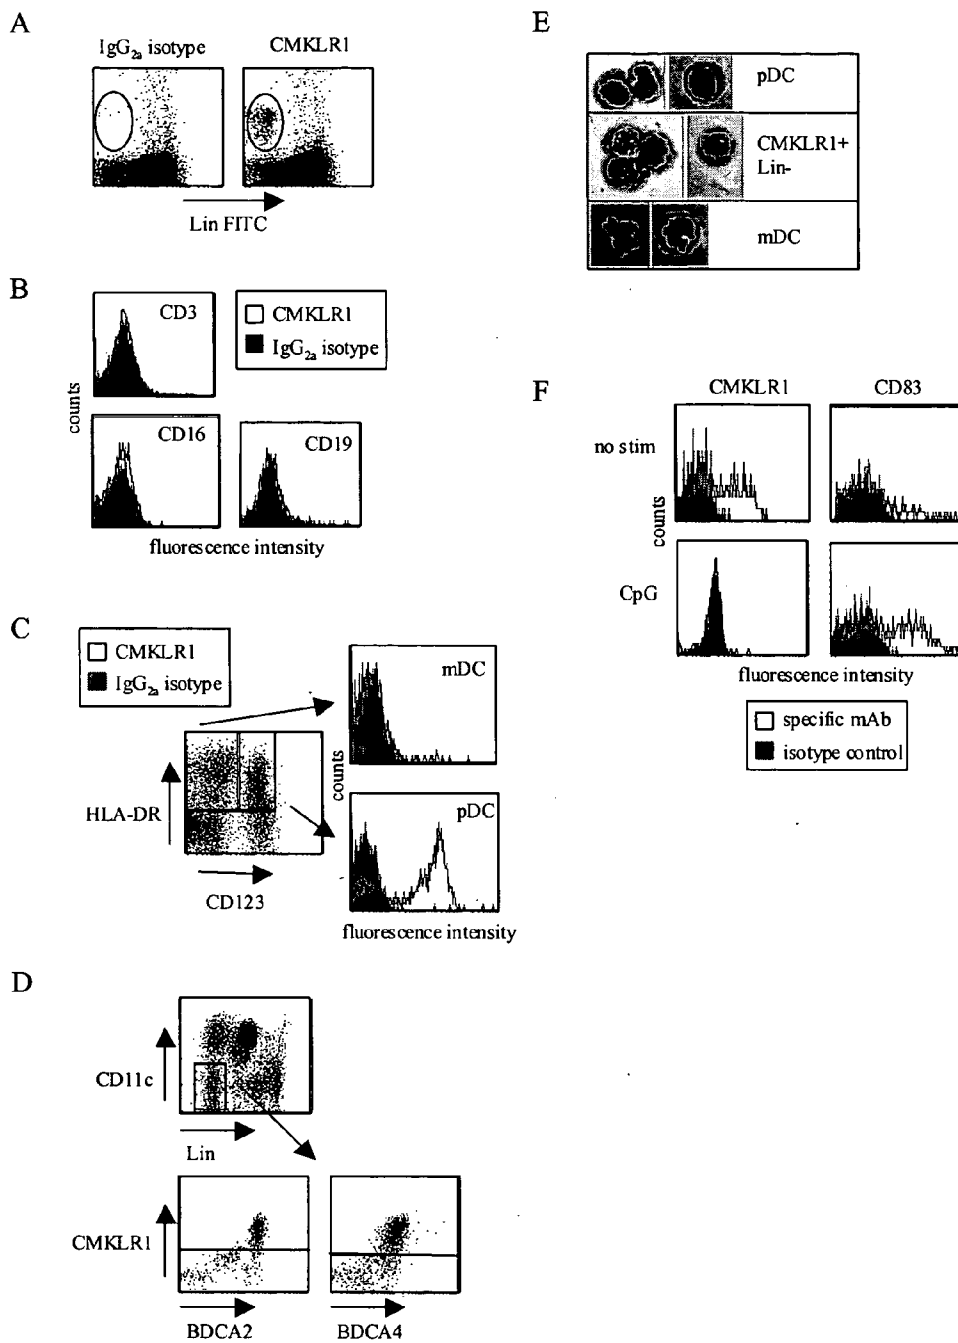 A
IgG2a isotype
CMKLR1
Lin FITC
B
CD3
CMKLR1
IgG2a isotype
counts
CD16
CD19
fluorescence intensity
C
CMKLR1
IgG2a isotype
mDC
counts
HLA-DR
pDC
CD123
fluorescence intensity
D
CD11c
Lin
CMKLR1
BDCA2
BDCA4
E
pDC
CMKLR1+
Lin-
mDC
F
CMKLR1
CD83
no stim
counts
CpG
fluorescence intensity
specific mAb
isotype control